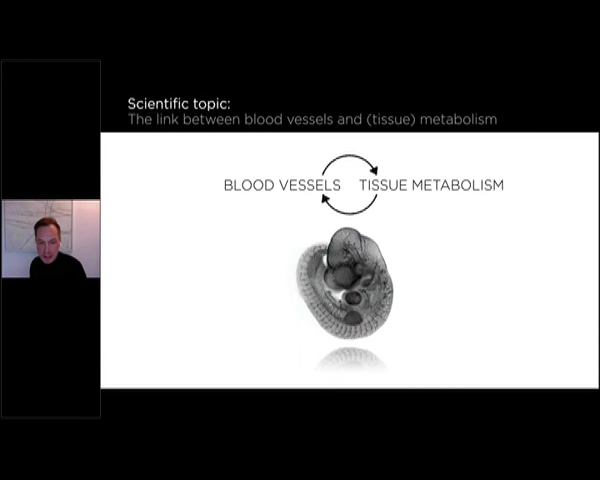 Scientific topic:
The link between blood vessels and (tissue) metabolism
BLOOD VESSELS TISSUE METABOLISM